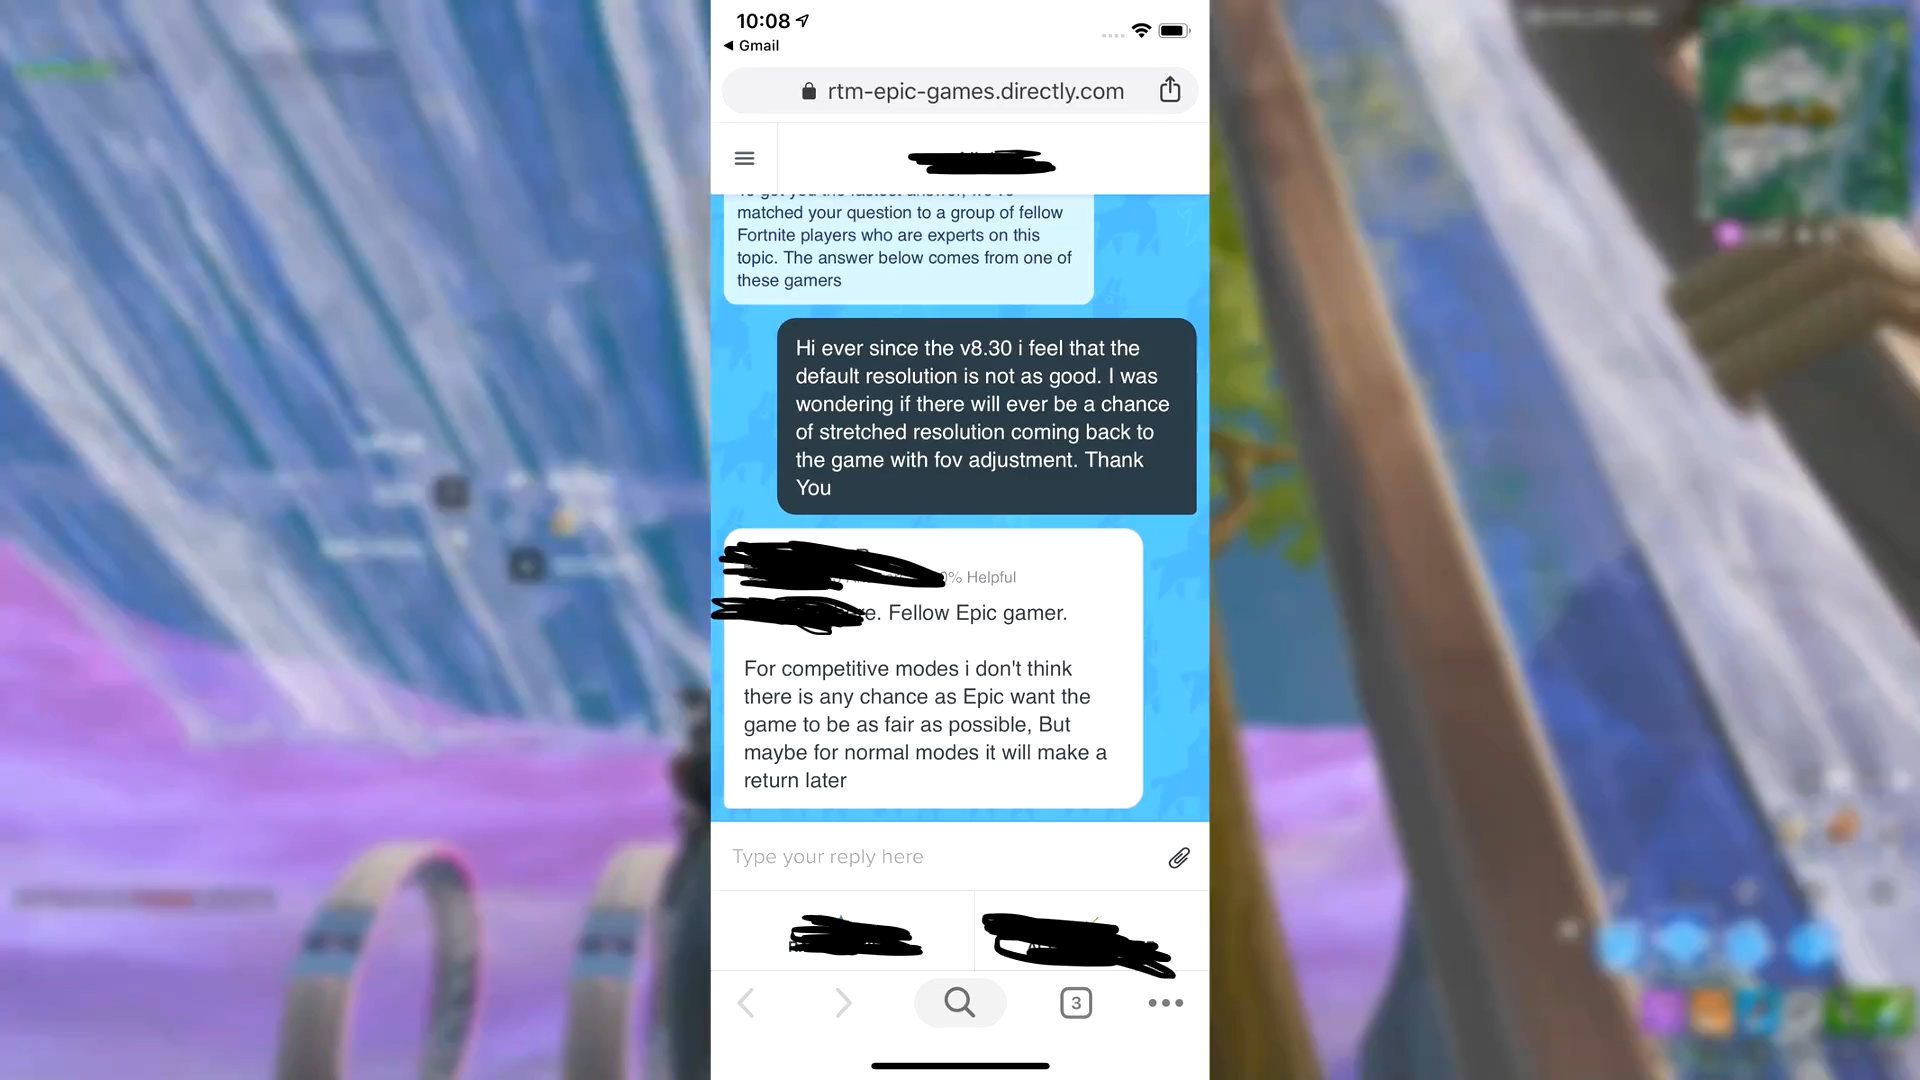 10:08
Gmail
rtm-epic-games.directly.com
matched your question to a group of fellow
Fortnite players who are experts on this
topic. The answer below comes from one of
these gamers
Hi ever since the v8.30 i feel that the
default resolution is not as good. I was
wondering if there will ever be a chance
of stretched resolution coming back to
the game with fov adjustment. Thank
You
0% Helpful
Fellow Epic gamer.
For competitive modes i don't think
there is any chance as Epic want the
game to be as fair as possible, But
maybe for normal modes it will make a
return later
Type your reply here
3